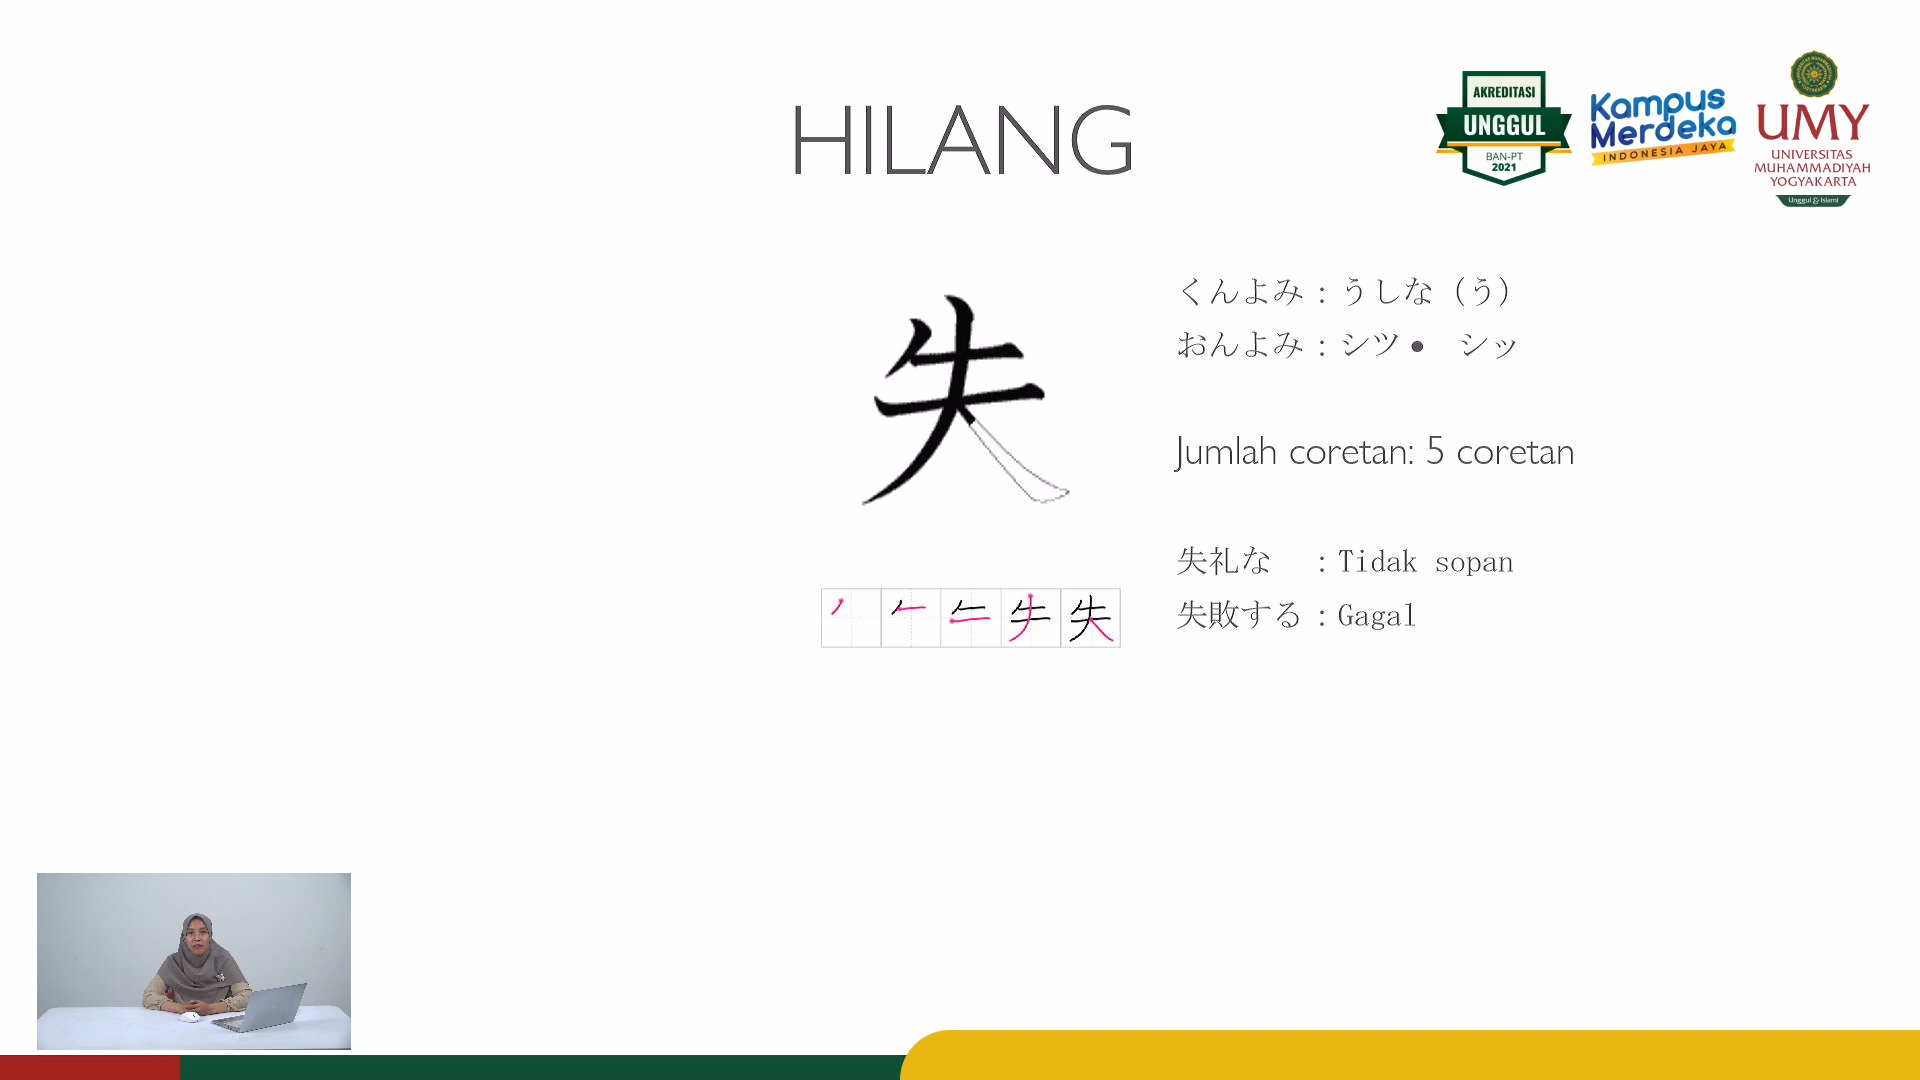 HILANG
AKREDITASI
UNGGUL
BAN-PT
2021
Kampus
Merdeka
INDONESIA JAYA
UMY
UNIVERSITAS
MUHAMMADIYAH
YOGYAKARTA
Unggul & Islami
失
くんよみ：うしな（う）
おんよみ：シツ● シッ
Jumlah coretan: 5 coretan
失礼な ：Tidak sopan
失敗する：Gagal